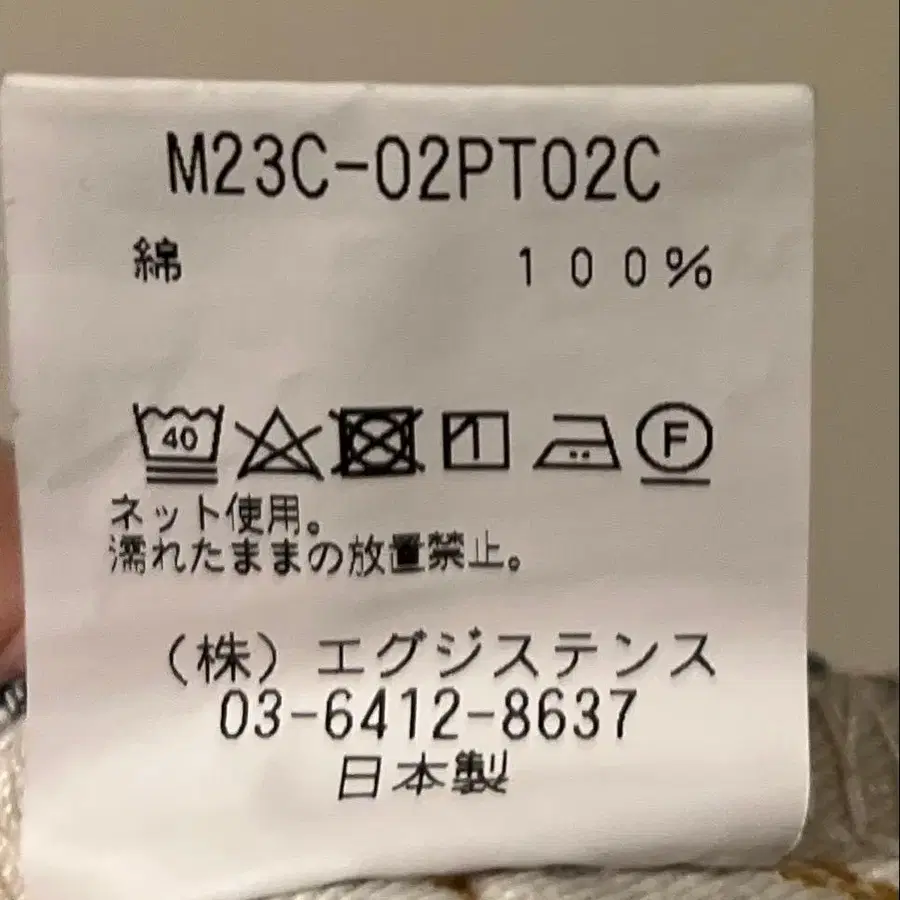 M23C-02PT02C
綿 100%
40 F
ネット使用。
濡れたままの放置禁止。
(株) エグジステンス
03-6412-8637
日本製